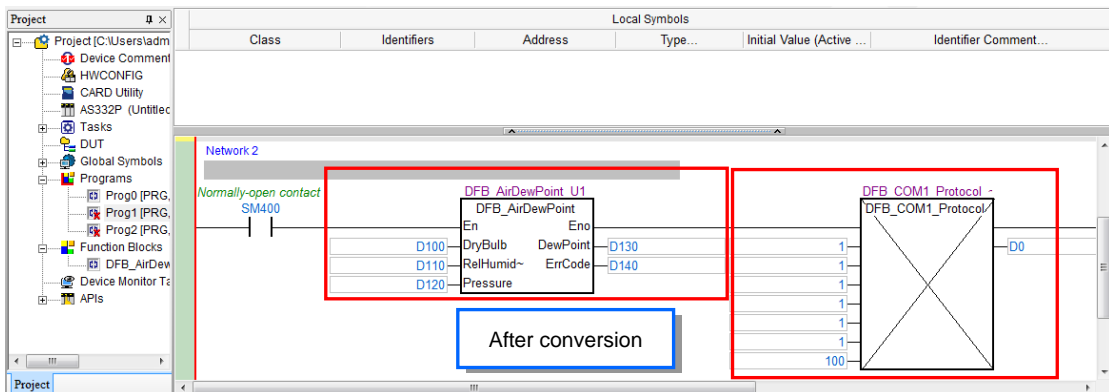 Project
Project [C:\Users\adm
Device Comment
HWCONFIG
CARD Utility
AS332P (Untitled
Tasks
DUT
Global Symbols
Programs
Prog0 [PRG,
Prog1 [PRG,
Prog2 [PRG,
Function Blocks
DFB_AirDew
Device Monitor Ta
APIs
Project
Local Symbols
Class Identifiers Address Type... Initial Value (Active ... Identifier Comment...
Network 2
Normally-open contact
SM400
DFB_AirDewPoint_U1
DFB_AirDewPoint
En Eno
D100 DryBulb DewPoint D130
D110 RelHumid~ ErrCode D140
D120 Pressure
After conversion
DFB_COM1_Protocol_~
DFB_COM1_Protocol
1 D0
1
1
1
1
1
100